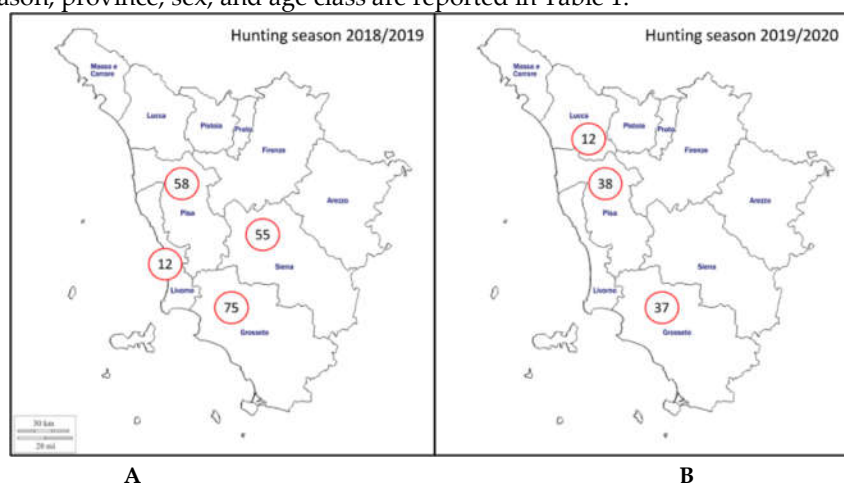 ason, province, sex, and age class are reported in Table 1.
Hunting season 2018/2019
Massa e
Carrara
Lucca
Pistoia
Prato
Firenze
58
Pisa
Arezzo
55
12
Siena
Livorno
75
Grosseto
30 km
20 mi
A
Hunting season 2019/2020
Massa e
Carrara
Lucca
12
Pistoia
Prato
Firenze
38
Pisa
Arezzo
Siena
Livorno
37
Grosseto
B